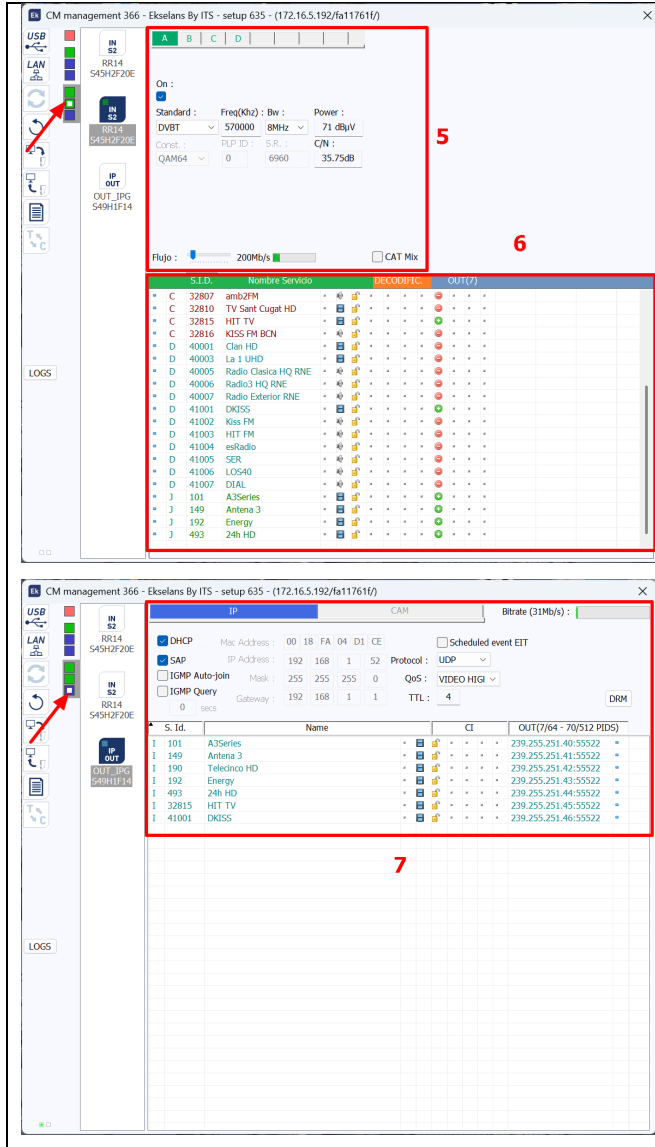 Ek CM management 366 - Ekselans By ITS - setup 635 - (172.16.5.192/fa11761f/)
USB
LAN
LOGS
IN
S2
RR14
S45H2F20E
IN
S2
RR14
S45H2F20E
IP
OUT
OUT_IPG
S49H1F14
A B C D
On :
Standard : Freq(Khz) : Bw : Power :
DVBT 570000 8MHz 71 dBµV
Const. : PLP ID : S.R. : C/N :
QAM64 0 6960 35.75dB
5
6
Flujo : 200Mb/s CAT Mix
S.I.D. Nombre Servicio DECODIFIC. OUT(7)
C 32807 amb2FM
C 32810 TV Sant Cugat HD
C 32815 HIT TV
C 32816 KISS FM BCN
D 40001 Clan HD
D 40003 La 1 UHD
D 40005 Radio Clasica HQ RNE
D 40006 Radio3 HQ RNE
D 40007 Radio Exterior RNE
D 41001 DKISS
D 41002 Kiss FM
D 41003 HIT FM
D 41004 esRadio
D 41005 SER
D 41006 LOS40
D 41007 DIAL
J 101 A3Series
J 149 Antena 3
J 192 Energy
J 493 24h HD
Ek CM management 366 - Ekselans By ITS - setup 635 - (172.16.5.192/fa11761f/)
USB
LAN
LOGS
IN
S2
RR14
S45H2F20E
IN
S2
RR14
S45H2F20E
IP
OUT
OUT_IPG
S49H1F14
IP CAM Bitrate (31Mb/s) :
DHCP Mac Address : 00 18 FA 04 D1 CE Scheduled event EIT
SAP IP Address : 192 168 1 52 Protocol : UDP
IGMP Auto-join Mask : 255 255 255 0 QoS : VIDEO HIGI
IGMP Query Gateway : 192 168 1 1 TTL : 4 DRM
0 secs
S. Id. Name CI OUT(7/64 - 70/512 PIDS)
I 101 A3Series 239.255.251.40:55522
I 149 Antena 3 239.255.251.41:55522
I 190 Telecinco HD 239.255.251.42:55522
I 192 Energy 239.255.251.43:55522
I 493 24h HD 239.255.251.44:55522
I 32815 HIT TV 239.255.251.45:55522
I 41001 DKISS 239.255.251.46:55522
7